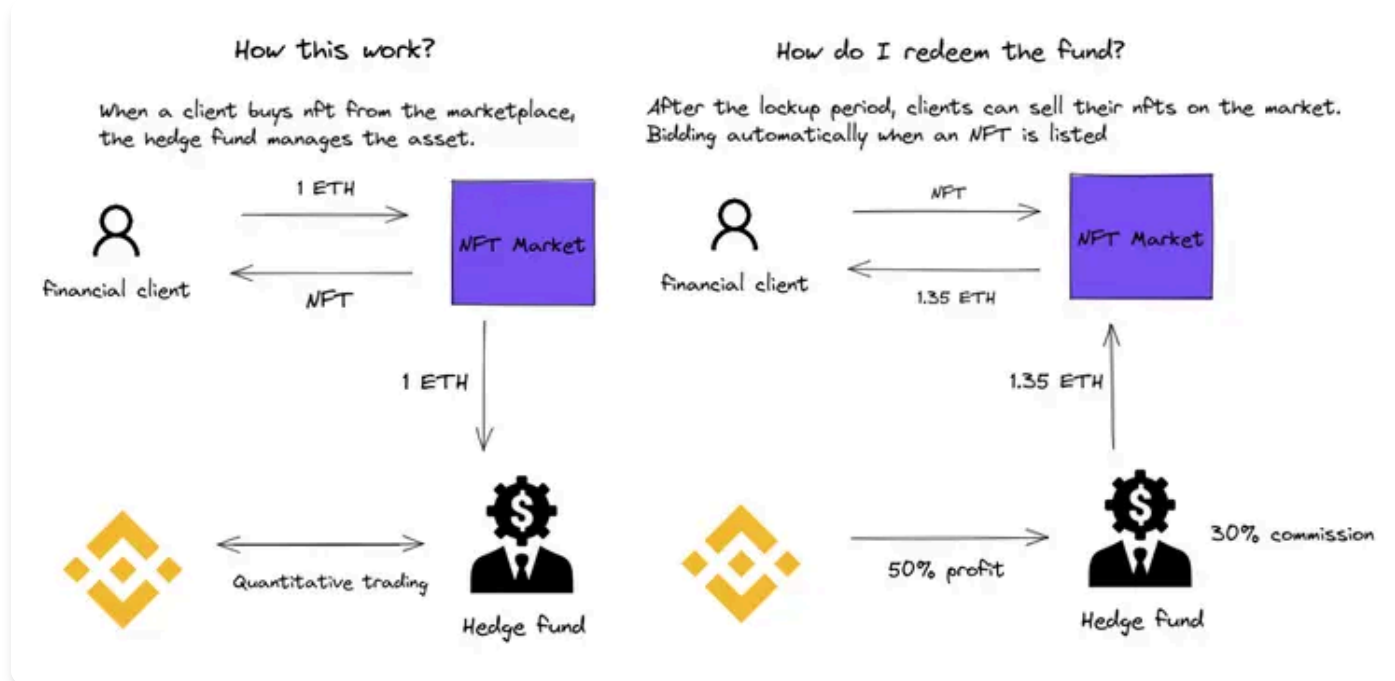 How this work?
When a client buys nft from the marketplace,
the hedge fund manages the asset.
1 ETH
NFT Market
financial client
NFT
1 ETH
Quantitative trading
$
Hedge fund
How do I redeem the fund?
After the lockup period, clients can sell their nfts on the market.
Bidding automatically when an NFT is listed
NFT
NFT Market
financial client
1.35 ETH
1.35 ETH
$
30% commission
50% profit
Hedge fund